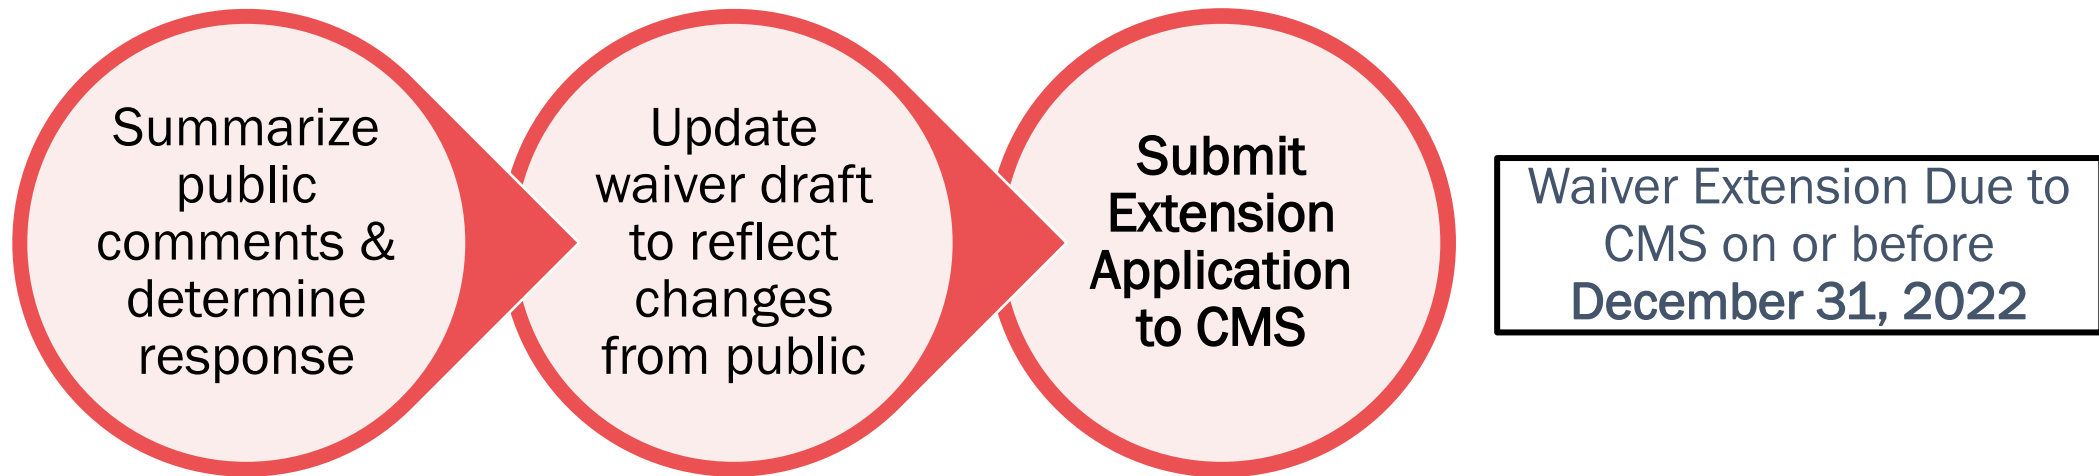 Summarize
public
comments &
determine
response
Update
waiver draft
to reflect
changes
from public
Submit
Extension
Application
to CMS
Waiver Extension Due to
CMS on or before
December 31, 2022